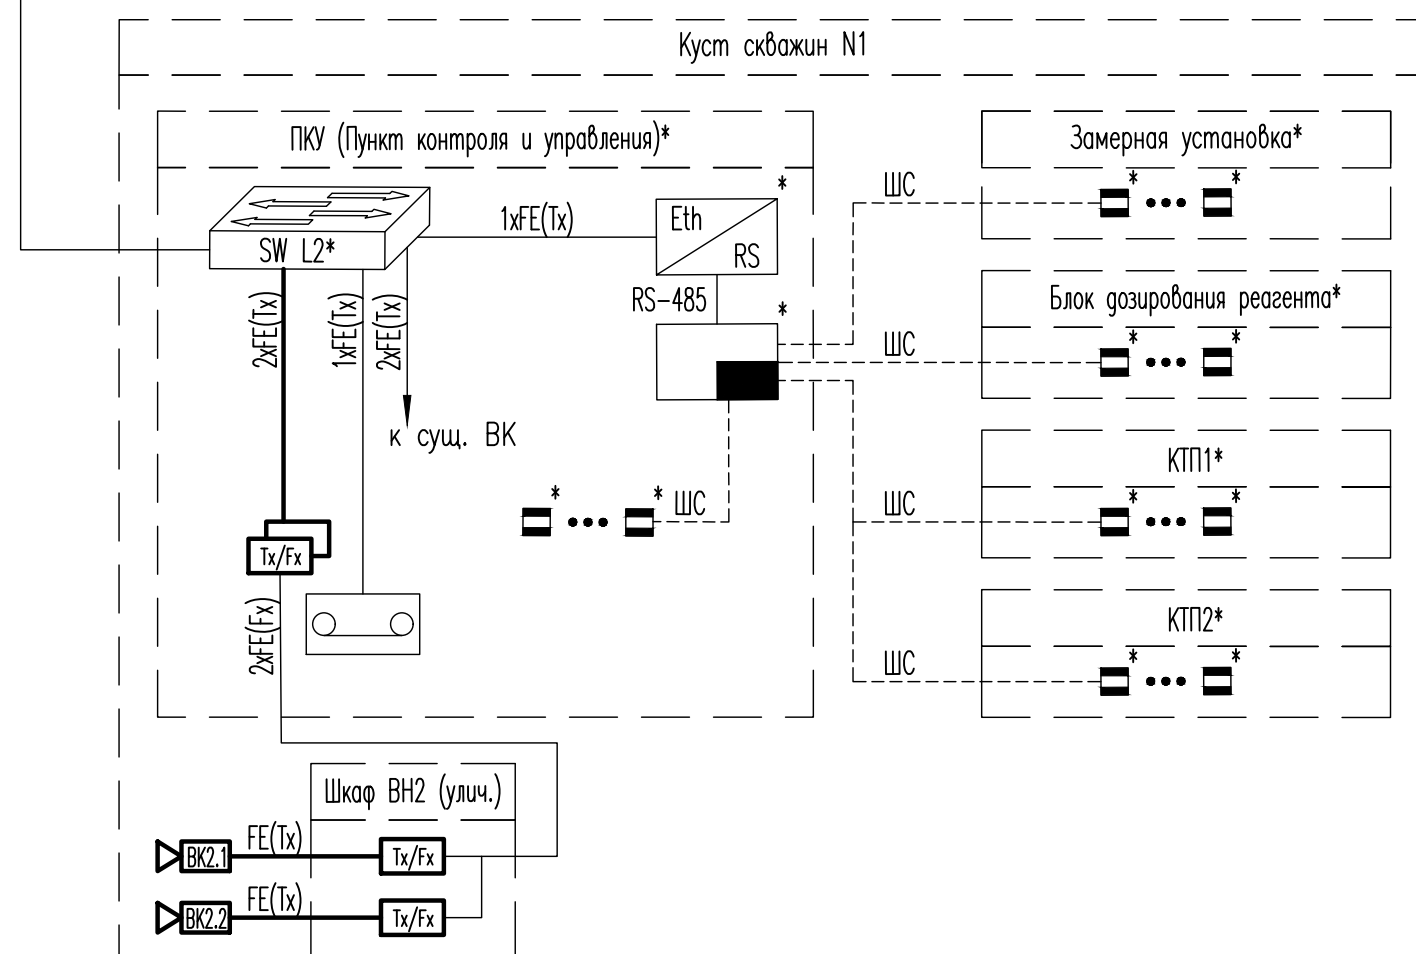 Куст скважин N1
ПКУ (Пункт контроля и управления)*
Замерная установка*
*
ШС
* *
1xFE(Tx)
Eth
RS
SW L2*
RS-485
*
Блок дозирования реагента*
2xFE(Tx)
1xFE(Tx)
2xFE(Tx)
ШС
* *
к сущ. ВК
КТП1*
* *
ШС
ШС
* *
Tx/Fx
2xFE(Fx)
КТП2*
ШС
* *
Шкаф ВН2 (улич.)
ВК2.1
FE(Tx)
Tx/Fx
ВК2.2
FE(Tx)
Tx/Fx